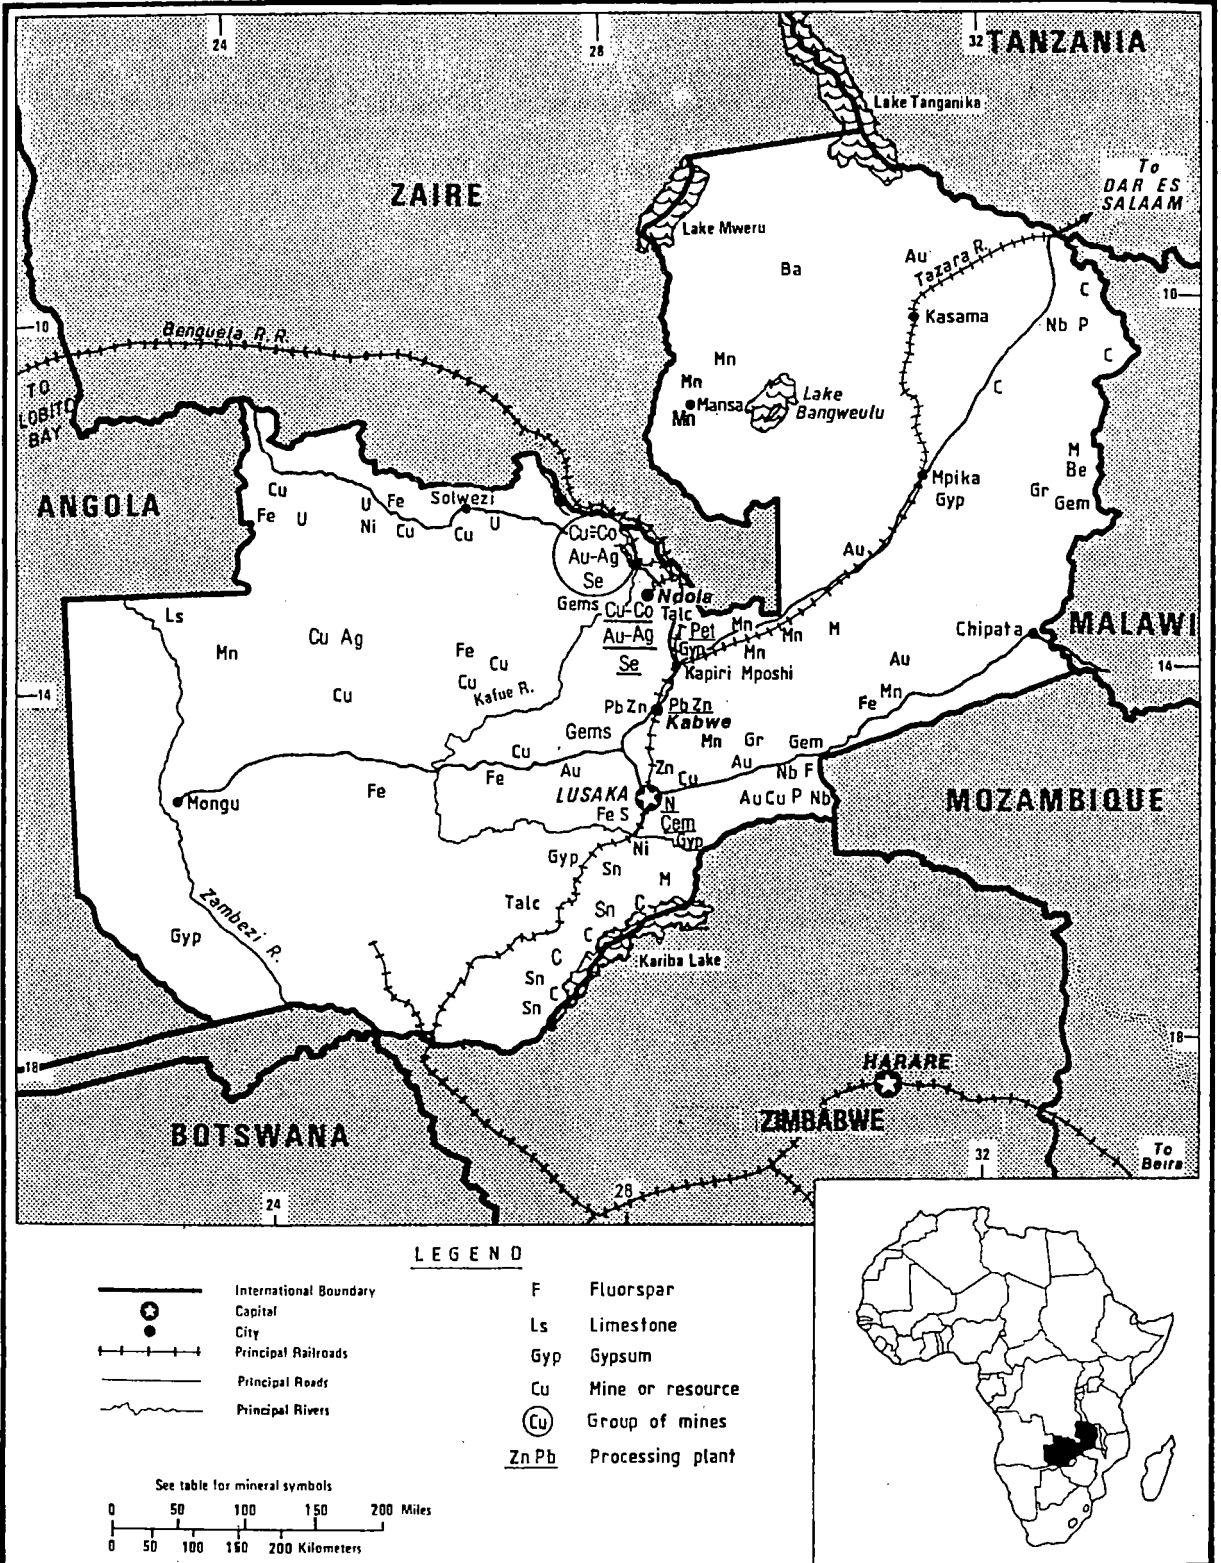 24
28
32
TANZANIA
Lake Tanganika
To
DAR ES
SALAAM
ZAIRE
Lake Mweru
Ba
Au
Tazara R.
C
10
Kasama
Nb P
C
10
Benguela R.R.
Mn
C
TO
LOBITO
BAY
Mn
Mansa
Mn
Lake
Bangweulu
M
Be
Mpika
Gyp
Gr
Gem
ANGOLA
Cu
Fe
U
U
Fe
Ni
Cu
Solwezi
Cu
U
Cu=Co
Au-Ag
Se
Au
Ndola
Gems
Cu-Co
Talc
Au-Ag
Se
T Pet
Gyp
Mn
Mn
Mn
M
Kapiri Mposhi
Chipata
MALAWI
Ls
Mn
Cu Ag
Fe
Cu
Cu
Cu
Kafue R.
Au
14
14
Mn
Fe
Pb Zn
Pb Zn
Kabwe
Gems
Mn
Gr
Gem
Cu
Fe
Au
Zn
Cu
Au
Nb F
Fe
LUSAKA
N
Au Cu P Nb
MOZAMBIQUE
Mongu
Fe S
Cem
Gyp
Ni
Gyp
Sn
M
Talc
Sn
C
Zambezi R.
Gyp
C
C
Kariba Lake
Sn
C
Sn
18
18
HARARE
ZIMBABWE
BOTSWANA
To
Beira
24
28
32
LEGEND
International Boundary
Capital
City
Principal Railroads
Principal Roads
Principal Rivers
F Fluorspar
Ls Limestone
Gyp Gypsum
Cu Mine or resource
Cu Group of mines
Zn Pb Processing plant
See table for mineral symbols
0 50 100 150 200 Miles
0 50 100 150 200 Kilometers